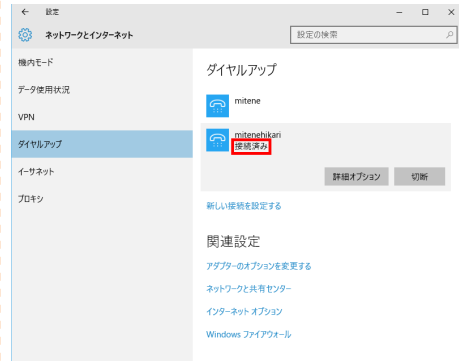 設定
ネットワークとインターネット
設定の検索
機内モード
データ使用状況
VPN
ダイヤルアップ
イーサネット
プロキシ
ダイヤルアップ
mitene
mitenehikari
接続済み
詳細オプション
切断
新しい接続を設定する
関連設定
アダプターのオプションを変更する
ネットワークと共有センター
インターネット オプション
Windows ファイアウォール